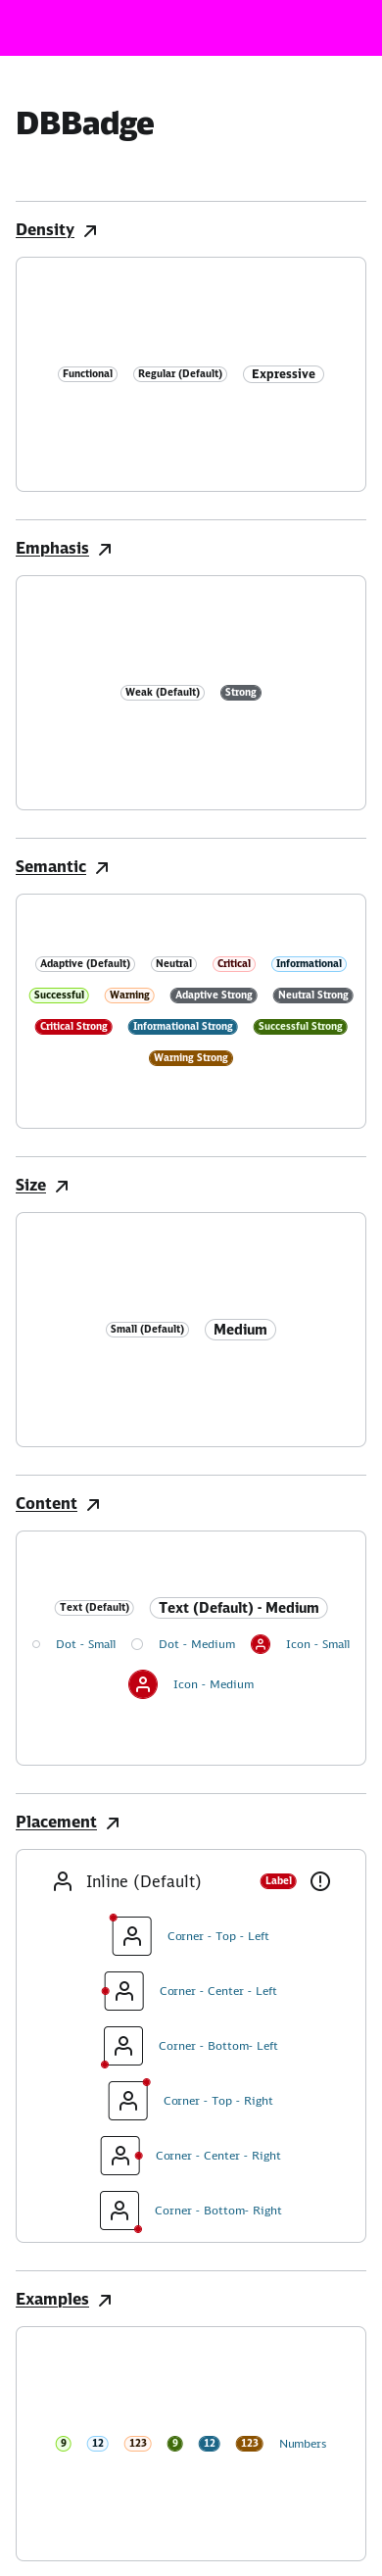 DBBadge
Density
Functional Regular (Default) Expressive
Emphasis
Weak (Default) Strong
Semantic
Adaptive (Default) Neutral Critical Informational
Successful Warning Adaptive Strong Neutral Strong
Critical Strong Informational Strong Successful Strong
Warning Strong
Size
Small (Default) Medium
Content
Text (Default) Text (Default) - Medium
Dot - Small Dot - Medium Icon - Small
Icon - Medium
Placement
Inline (Default) Label
Corner - Top - Left
Corner - Center - Left
Corner - Bottom- Left
Corner - Top - Right
Corner - Center - Right
Corner - Bottom- Right
Examples
9 12 123 9 12 123 Numbers